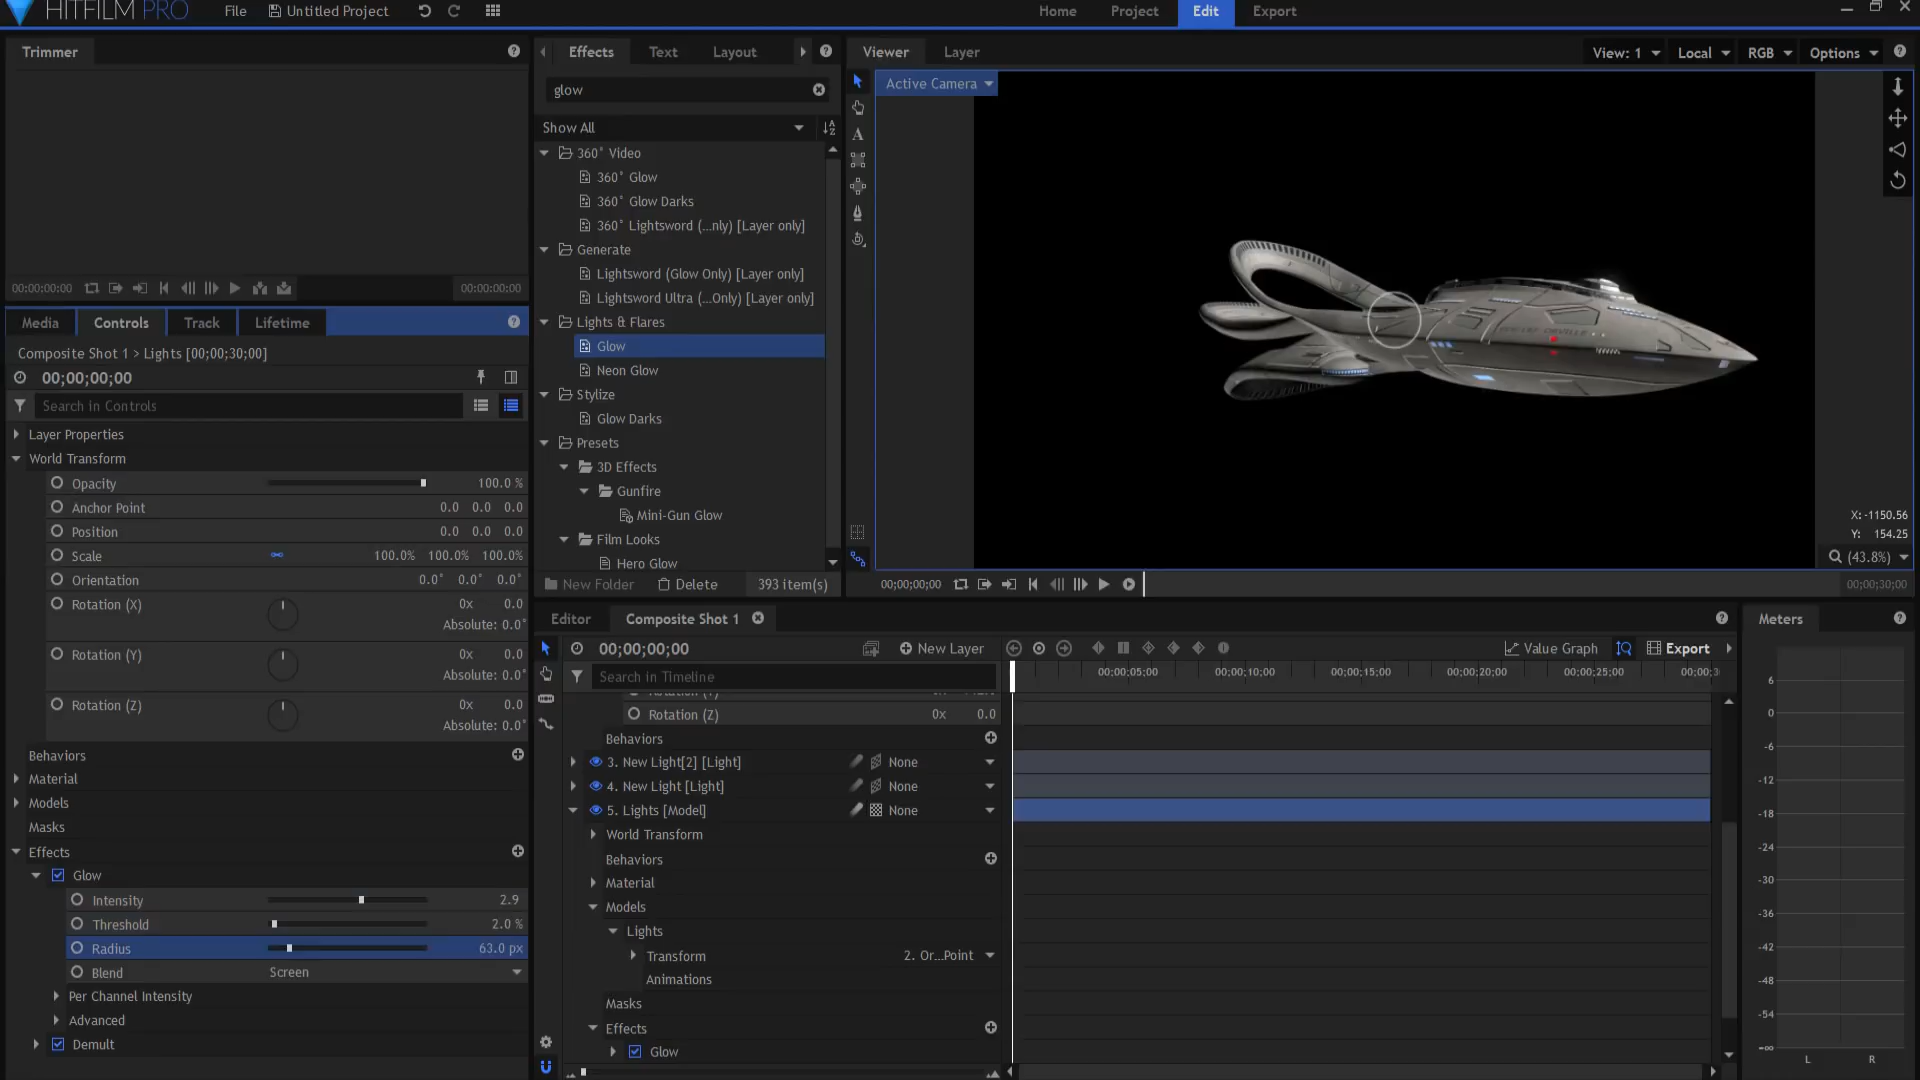 HITFILM PRO
File
Untitled Project
Home
Project
Edit
Export
Trimmer
00:00:00:00
00:00:00:00
Media
Controls
Track
Lifetime
Composite Shot 1 > Lights [00;00;30;00]
00;00;00;00
Search in Controls
Layer Properties
World Transform
Opacity
100.0 %
Anchor Point
0.0 0.0 0.0
Position
0.0 0.0 0.0
Scale
100.0% 100.0% 100.0%
Orientation
0.0° 0.0° 0.0°
Rotation (X)
0x 0.0
Absolute: 0.0°
Rotation (Y)
0x 0.0
Absolute: 0.0°
Rotation (Z)
0x 0.0
Absolute: 0.0°
Behaviors
Material
Models
Masks
Effects
Glow
Intensity
2.9
Threshold
2.0 %
Radius
63.0 px
Blend
Screen
Per Channel Intensity
Advanced
Demult
Effects
Text
Layout
glow
Show All
360° Video
360° Glow
360° Glow Darks
360° Lightsword (...nly) [Layer only]
Generate
Lightsword (Glow Only) [Layer only]
Lightsword Ultra (...Only) [Layer only]
Lights & Flares
Glow
Neon Glow
Stylize
Glow Darks
Presets
3D Effects
Gunfire
Mini-Gun Glow
Film Looks
Hero Glow
New Folder
Delete
393 item(s)
Viewer
Layer
View: 1
Local
RGB
Options
Active Camera
X: -1150.56
Y: 154.25
(43.8%)
00;00;00;00
00;00;30;00
Editor
Composite Shot 1
00;00;00;00
New Layer
Value Graph
Export
Search in Timeline
00;00;05;00
00;00;10;00
00;00;15;00
00;00;20;00
00;00;25;00
Rotation (Z)
0x 0.0
Behaviors
3. New Light[2] [Light]
None
4. New Light [Light]
None
5. Lights [Model]
None
World Transform
Behaviors
Material
Models
Lights
Transform
2. Or...Point
Animations
Masks
Effects
Glow
Meters
6
0
-6
-12
-18
-24
-30
-36
-42
-48
-54
-∞
L
R